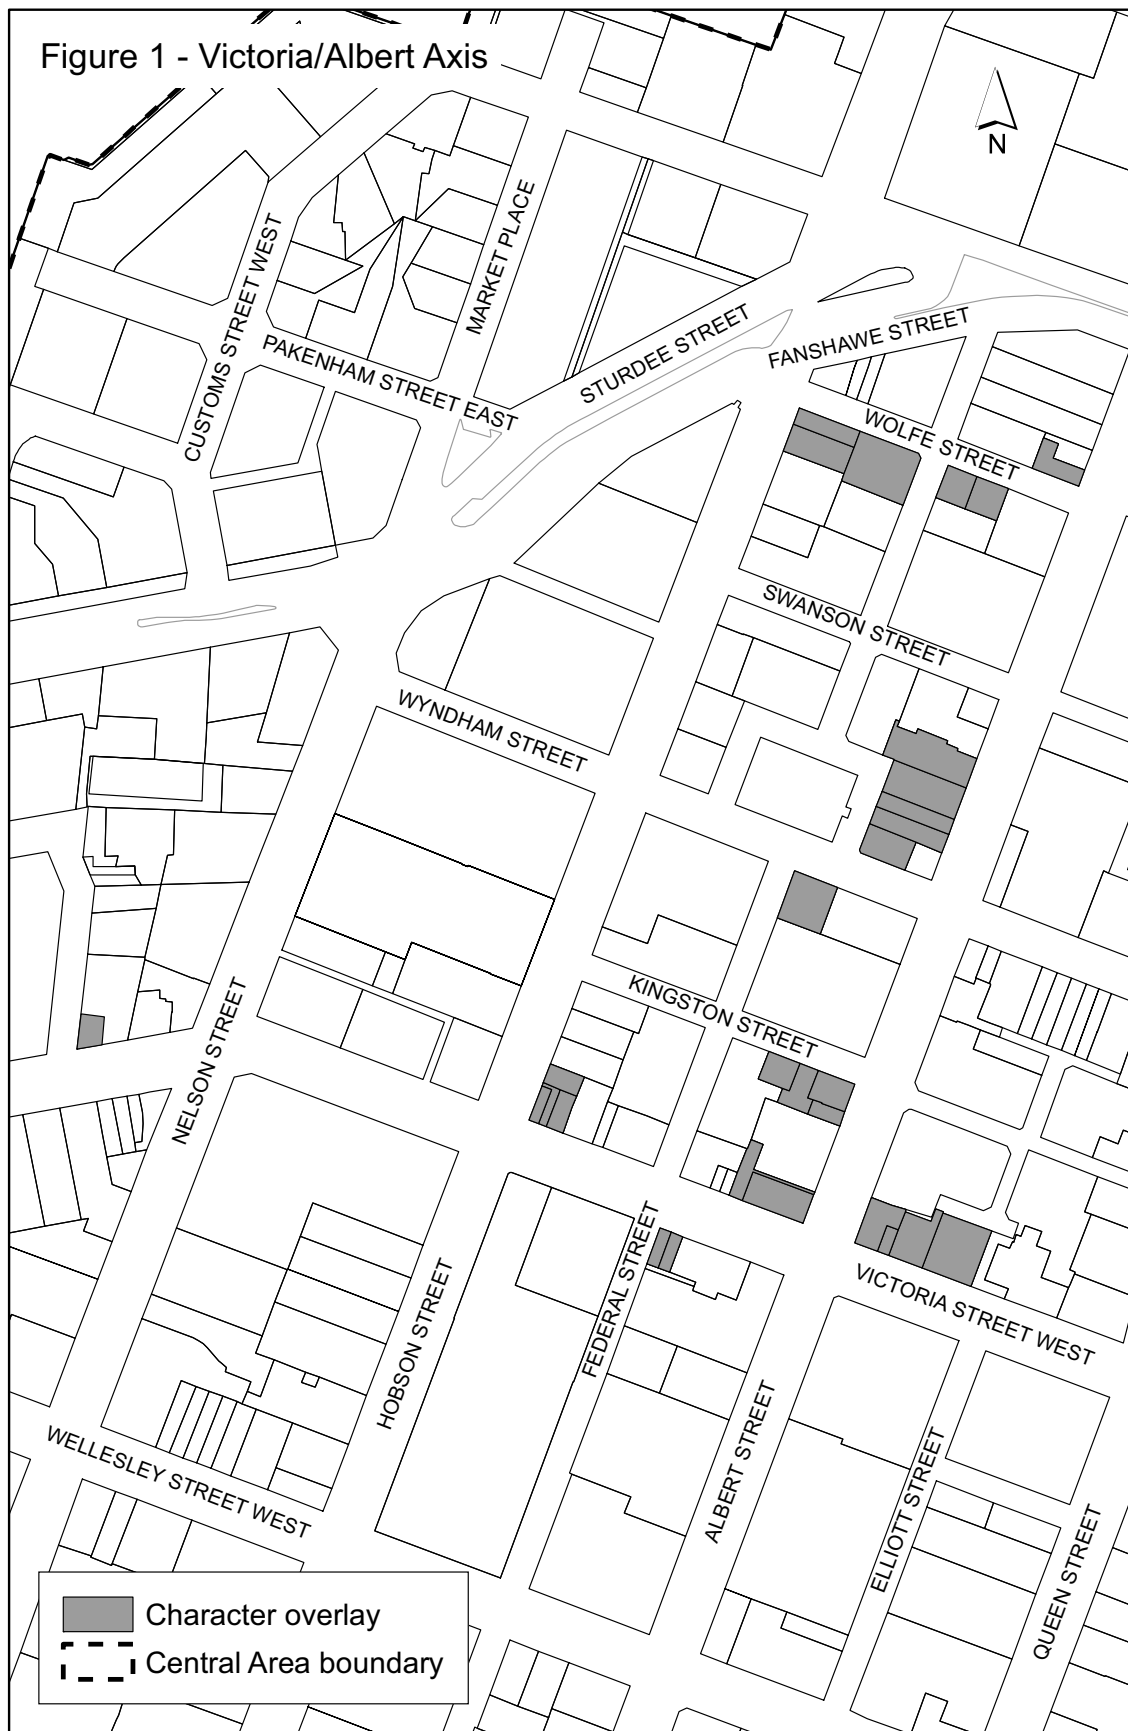 Figure 1 - Victoria/Albert Axis
N
MARKET PLACE
CUSTOMS STREET WEST
PAKENHAM STREET EAST
STURDEE STREET
FANSHAWE STREET
WOLFE STREET
SWANSON STREET
WYNDHAM STREET
KINGSTON STREET
NELSON STREET
FEDERAL STREET
HOBSON STREET
VICTORIA STREET WEST
ALBERT STREET
ELLIOTT STREET
QUEEN STREET
WELLESLEY STREET WEST
Character overlay
Central Area boundary